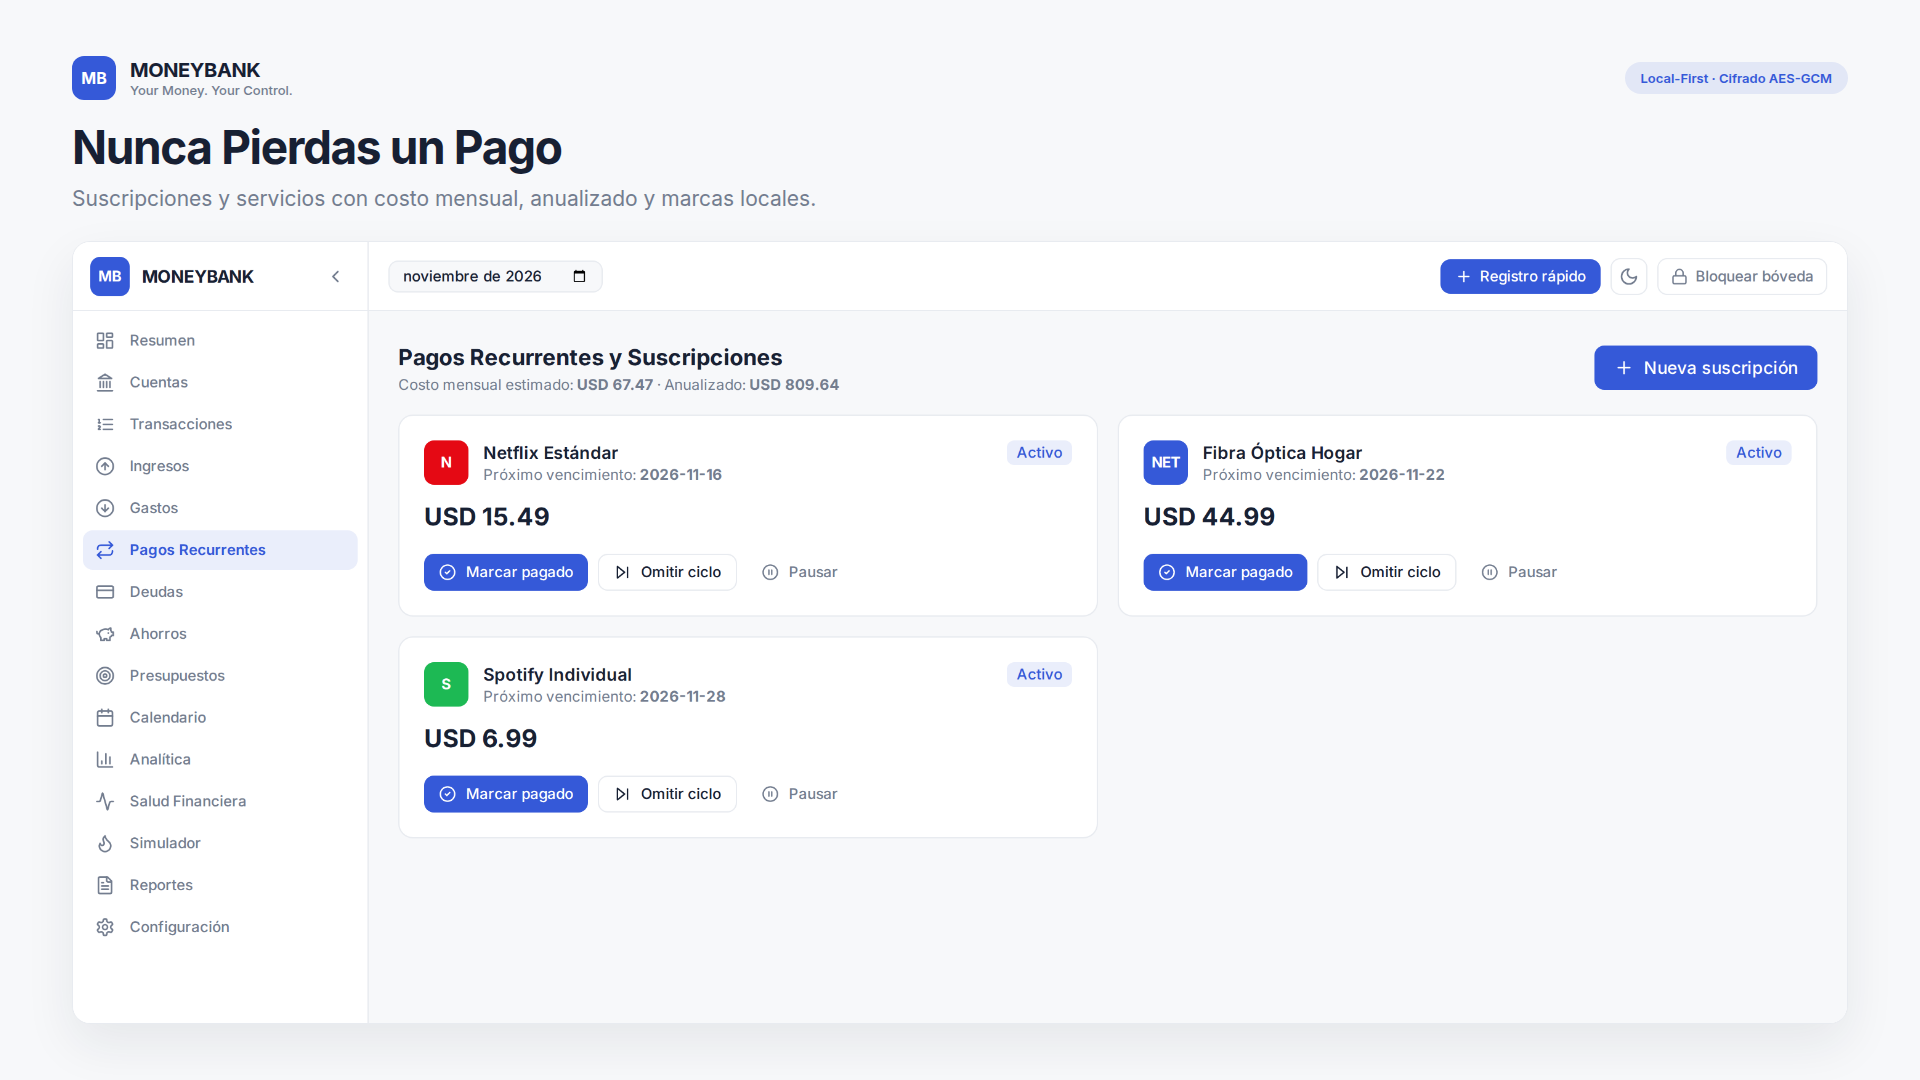 MB
MONEYBANK
Your Money. Your Control.
Local-First · Cifrado AES-GCM
Nunca Pierdas un Pago
Suscripciones y servicios con costo mensual, anualizado y marcas locales.
MB
MONEYBANK
noviembre de 2026
Registro rápido
Bloquear bóveda
Resumen
Cuentas
Transacciones
Ingresos
Gastos
Pagos Recurrentes
Deudas
Ahorros
Presupuestos
Calendario
Analítica
Salud Financiera
Simulador
Reportes
Configuración
Pagos Recurrentes y Suscripciones
Costo mensual estimado: USD 67.47 · Anualizado: USD 809.64
Nueva suscripción
N
Netflix Estándar
Próximo vencimiento: 2026-11-16
Activo
USD 15.49
Marcar pagado
Omitir ciclo
Pausar
NET
Fibra Óptica Hogar
Próximo vencimiento: 2026-11-22
Activo
USD 44.99
Marcar pagado
Omitir ciclo
Pausar
S
Spotify Individual
Próximo vencimiento: 2026-11-28
Activo
USD 6.99
Marcar pagado
Omitir ciclo
Pausar